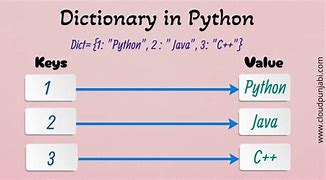 Dictionary in Python
Dict= {1: "Python", 2 : " Java", 3: "C++"}
Keys
Value
1
Python
2
Java
3
C++
www.cloudpunjabi.com